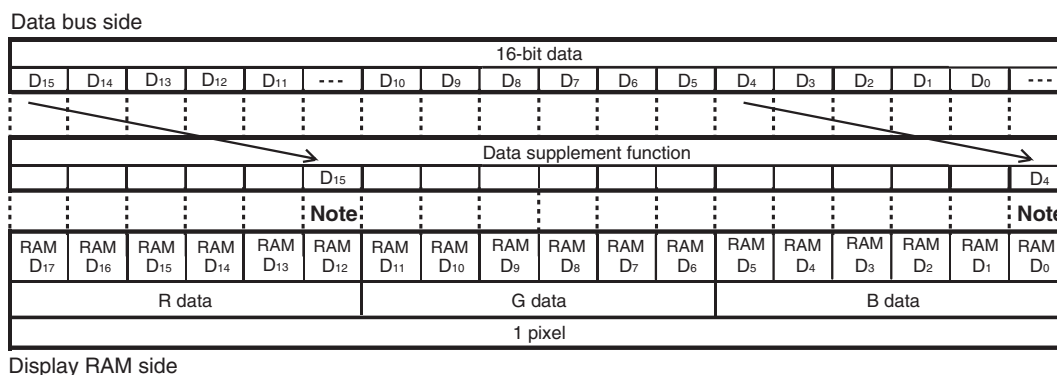 Data bus side
16-bit data
D15 D14 D13 D12 D11 --- D10 D9 D8 D7 D6 D5 D4 D3 D2 D1 D0 ---
Data supplement function
D15 D4
Note Note
RAM RAM RAM RAM RAM RAM RAM RAM RAM RAM RAM RAM RAM RAM RAM RAM RAM RAM
D17 D16 D15 D14 D13 D12 D11 D10 D9 D8 D7 D6 D5 D4 D3 D2 D1 D0
R data G data B data
1 pixel
Display RAM side